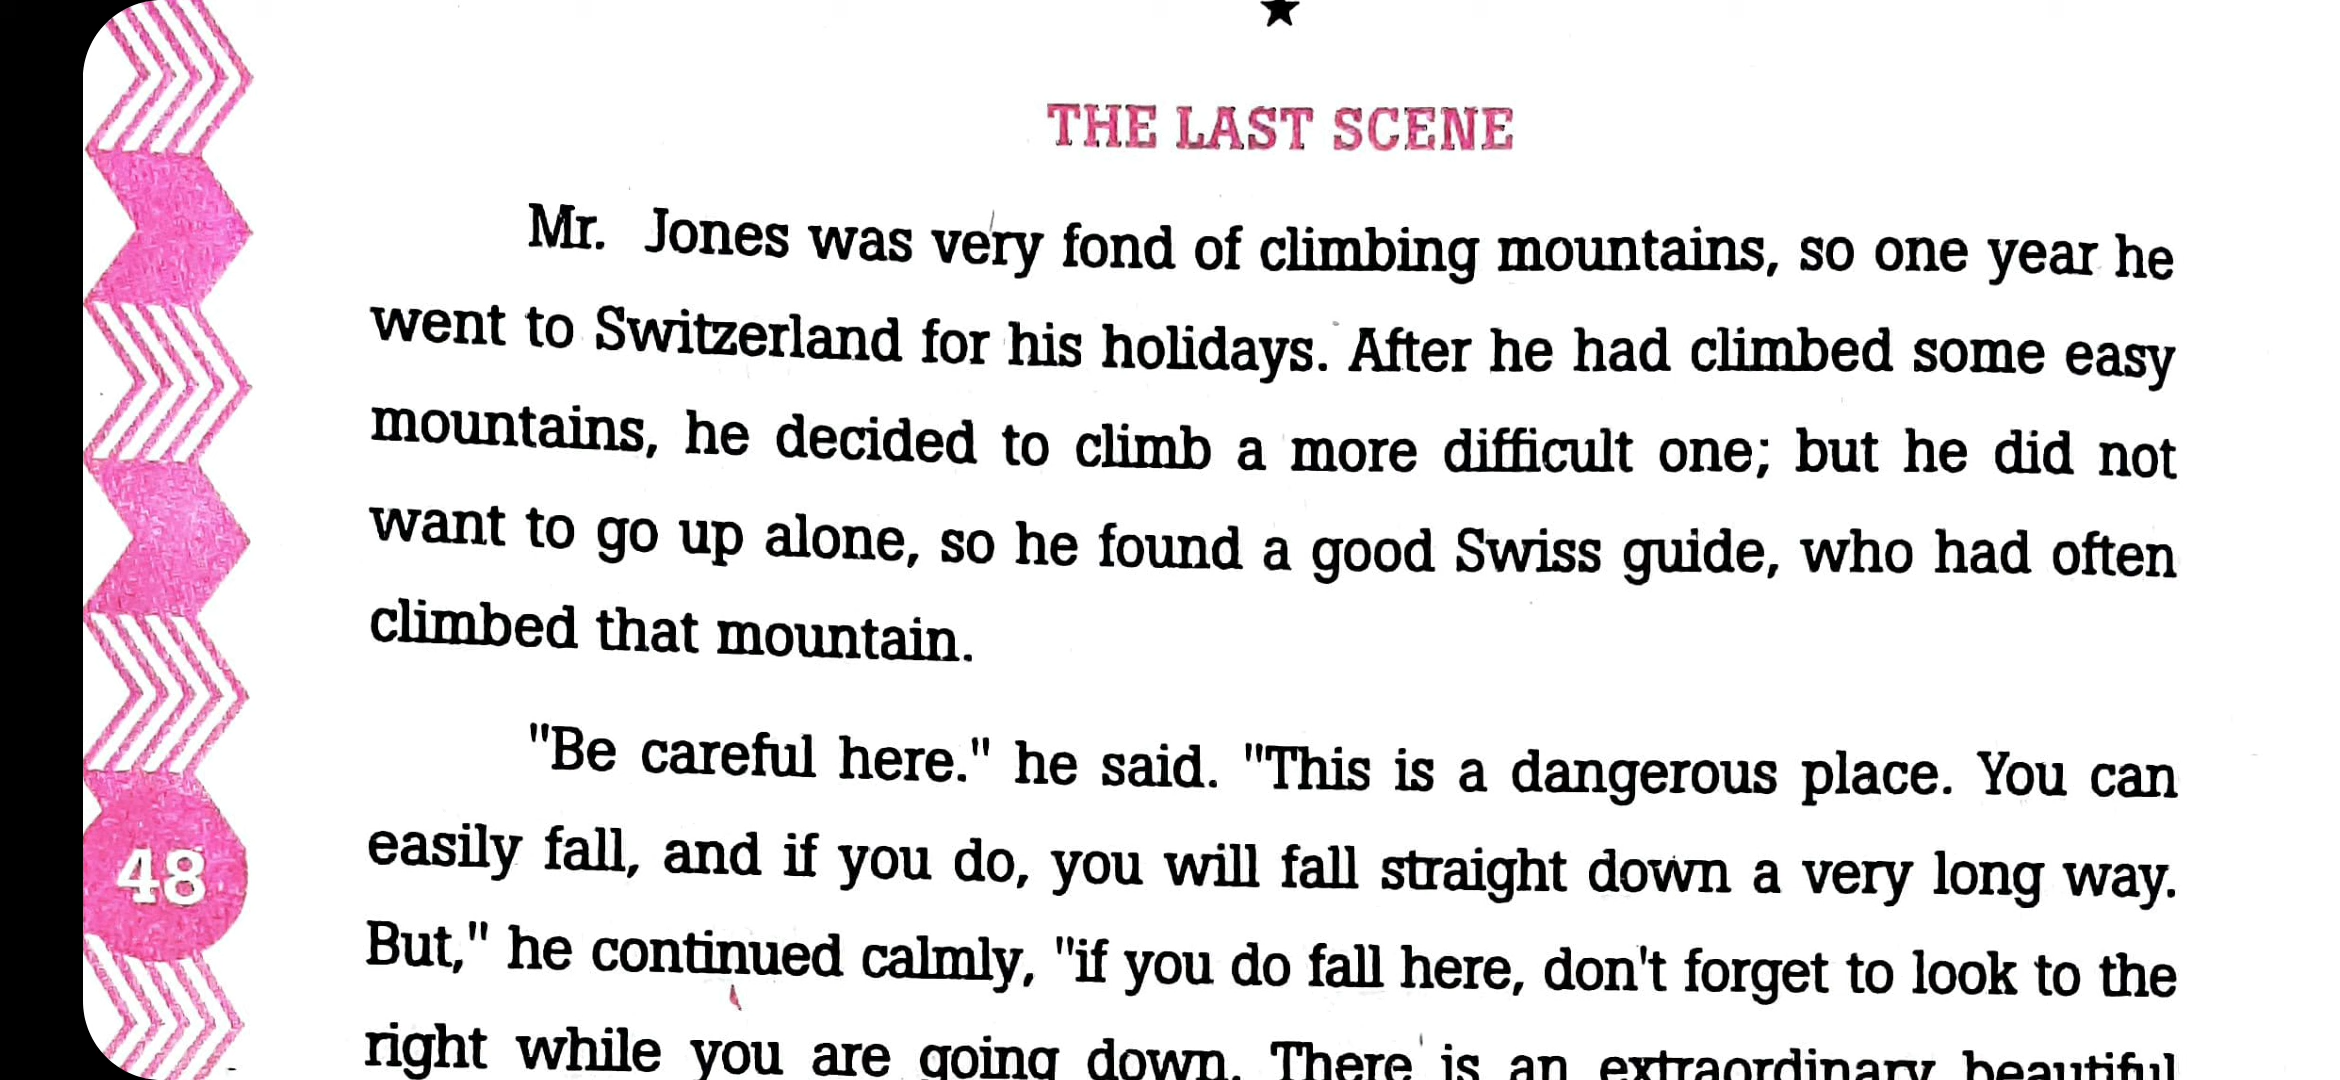 THE LAST SCENE
Mr. Jones was very fond of climbing mountains, so one year he
went to Switzerland for his holidays. After he had climbed some easy
mountains, he decided to climb a more difficult one; but he did not
want to go up alone, so he found a good Swiss guide, who had often
climbed that mountain.
"Be careful here." he said. "This is a dangerous place. You can
easily fall, and if you do, you will fall straight down a very long way.
48
But," he continued calmly, "if you do fall here, don't forget to look to the
right while you are going down. There is an extraordinary beautiful